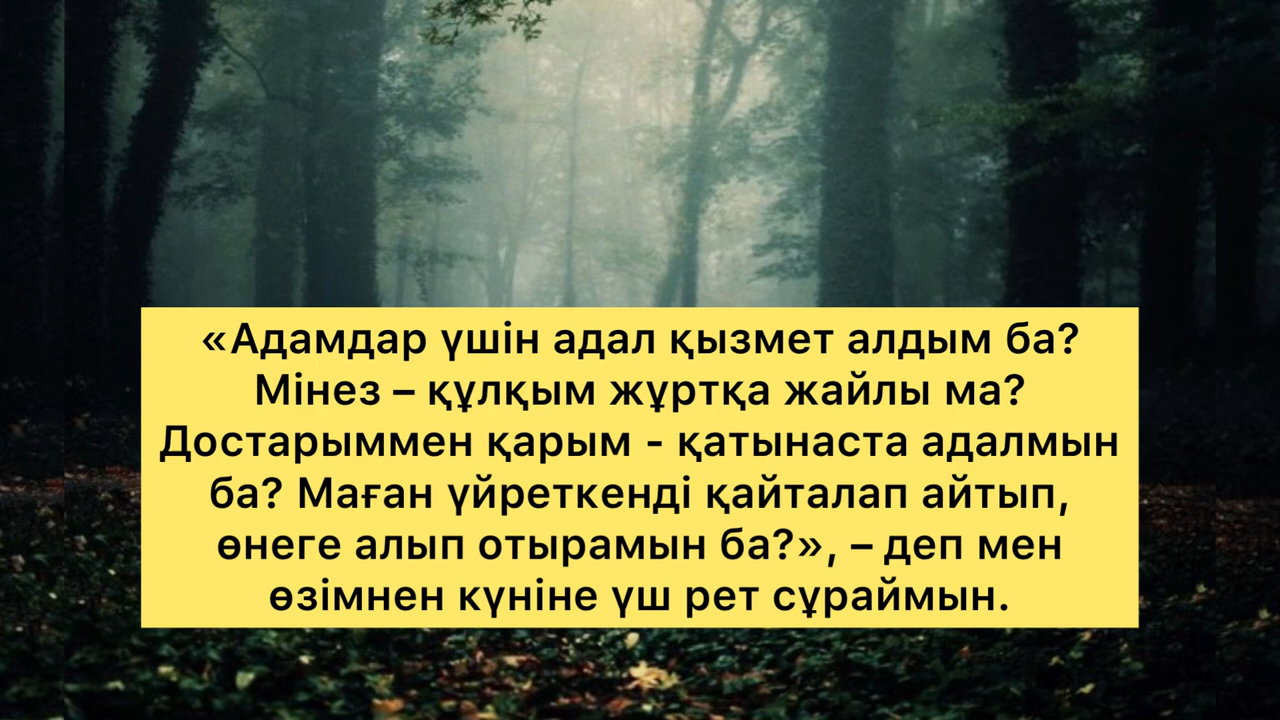 «Адамдар үшін адал қызмет алдым ба?
Мінез – құлқым жұртқа жайлы ма?
Достарыммен қарым - қатынаста адалмын
ба? Маған үйреткенді қайталап айтып,
өнеге алып отырамын ба?», – деп мен
өзімнен күніне үш рет сұраймын.